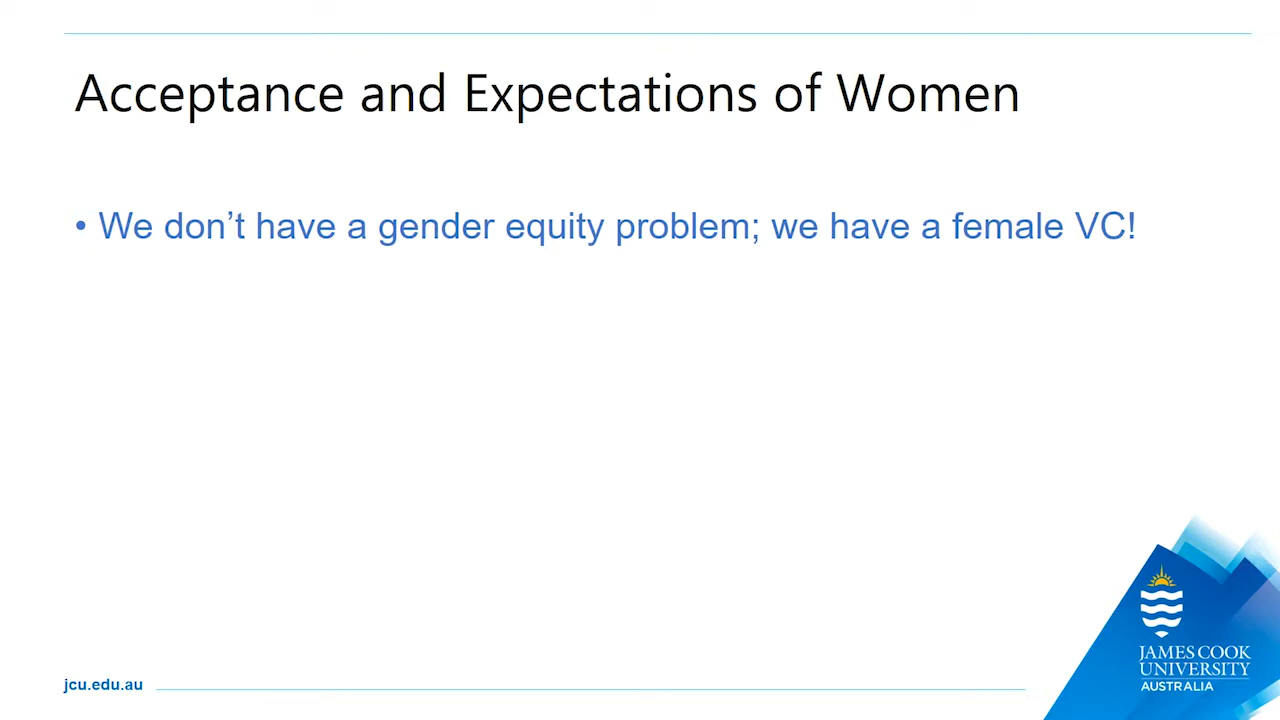 Acceptance and Expectations of Women
• We don’t have a gender equity problem; we have a female VC!
JAMES COOK
UNIVERSITY
AUSTRALIA
jcu.edu.au